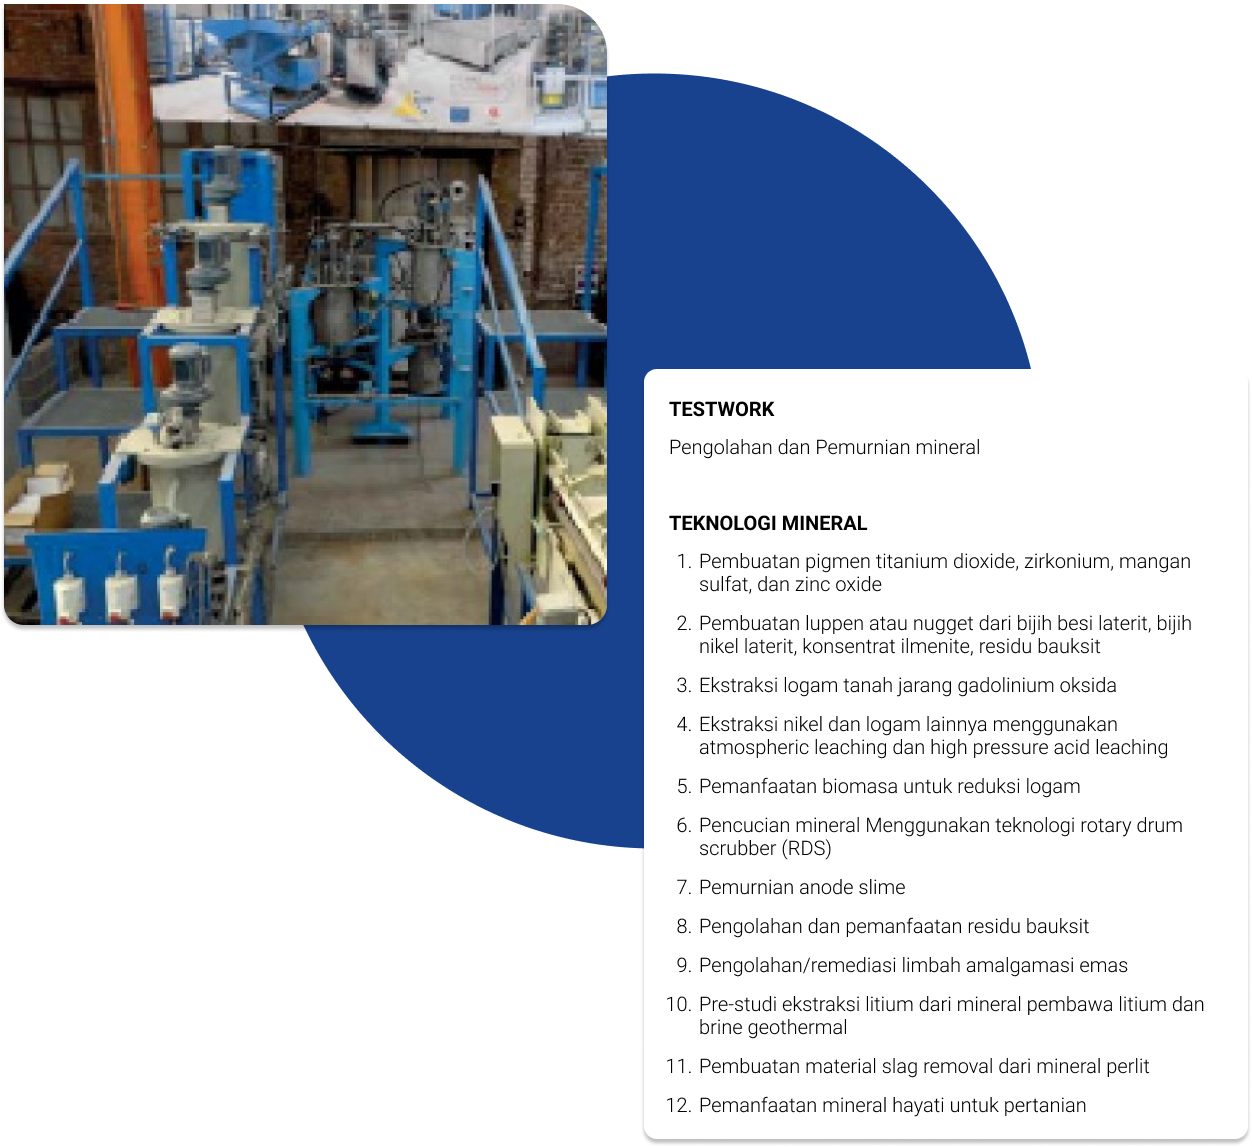 TESTWORK
Pengolahan dan Pemurnian mineral
TEKNOLOGI MINERAL
1. Pembuatan pigmen titanium dioxide, zirkonium, mangan
sulfat, dan zinc oxide
2. Pembuatan luppen atau nugget dari bijih besi laterit, bijih
nikel laterit, konsentrat ilmenite, residu bauksit
3. Ekstraksi logam tanah jarang gadolinium oksida
4. Ekstraksi nikel dan logam lainnya menggunakan
atmospheric leaching dan high pressure acid leaching
5. Pemanfaatan biomasa untuk reduksi logam
6. Pencucian mineral Menggunakan teknologi rotary drum
scrubber (RDS)
7. Pemurnian anode slime
8. Pengolahan dan pemanfaatan residu bauksit
9. Pengolahan/remediasi limbah amalgamasi emas
10. Pre-studi ekstraksi litium dari mineral pembawa litium dan
brine geothermal
11. Pembuatan material slag removal dari mineral perlit
12. Pemanfaatan mineral hayati untuk pertanian